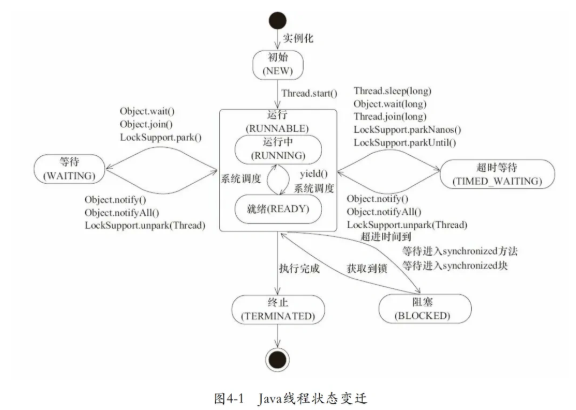 实例化
初始
(NEW)
Thread.start()
Object.wait()
Object.join()
LockSupport.park()
运行
(RUNNABLE)
运行中
(RUNNING)
系统调度
yield()
系统调度
就绪(READY)
Thread.sleep(long)
Object.wait(long)
Thread.join(long)
LockSupport.parkNanos()
LockSupport.parkUntil()
等待
(WAITING)
超时等待
(TIMED_WAITING)
Object.notify()
Object.notifyAll()
LockSupport.unpark(Thread)
Object.notify()
Object.notifyAll()
LockSupport.unpark(Thread)
超进时间到
等待进入synchronized方法
等待进入synchronized块
执行完成
获取到锁
终止
(TERMINATED)
阻塞
(BLOCKED)
图4-1 Java线程状态变迁